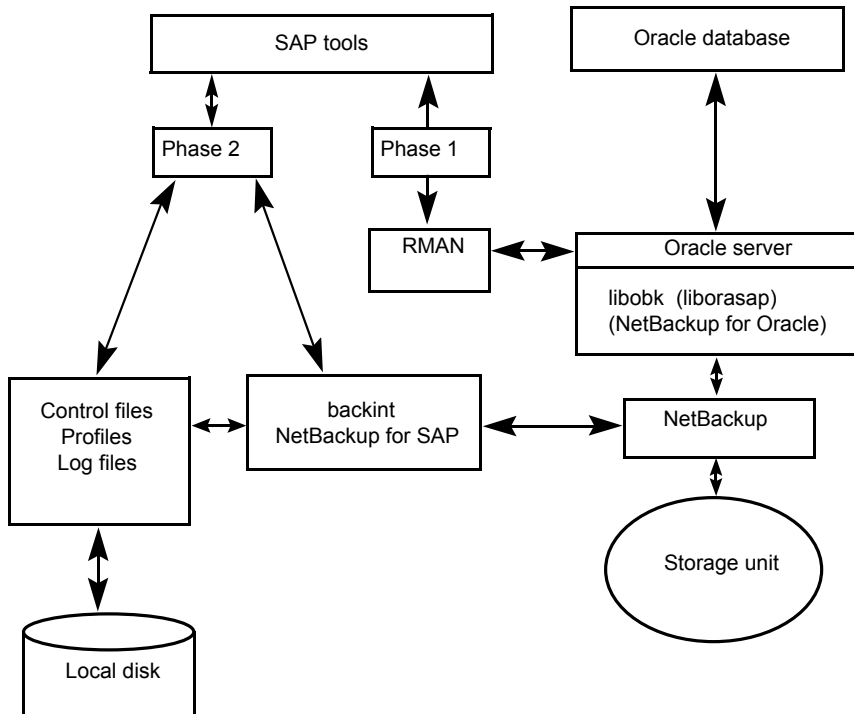 SAP tools
Oracle database
Phase 2
Phase 1
RMAN
Oracle server
libobk (liborasap)
(NetBackup for Oracle)
Control files
Profiles
Log files
backint
NetBackup for SAP
NetBackup
Storage unit
Local disk